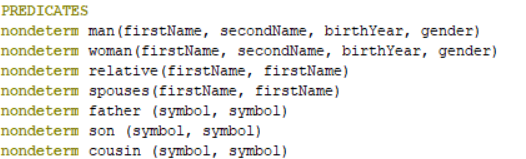 PREDICATES
nondeterm man(firstName, secondName, birthYear, gender)
nondeterm woman(firstName, secondName, birthYear, gender)
nondeterm relative(firstName, firstName)
nondeterm spouses(firstName, firstName)
nondeterm father (symbol, symbol)
nondeterm son (symbol, symbol)
nondeterm cousin (symbol, symbol)